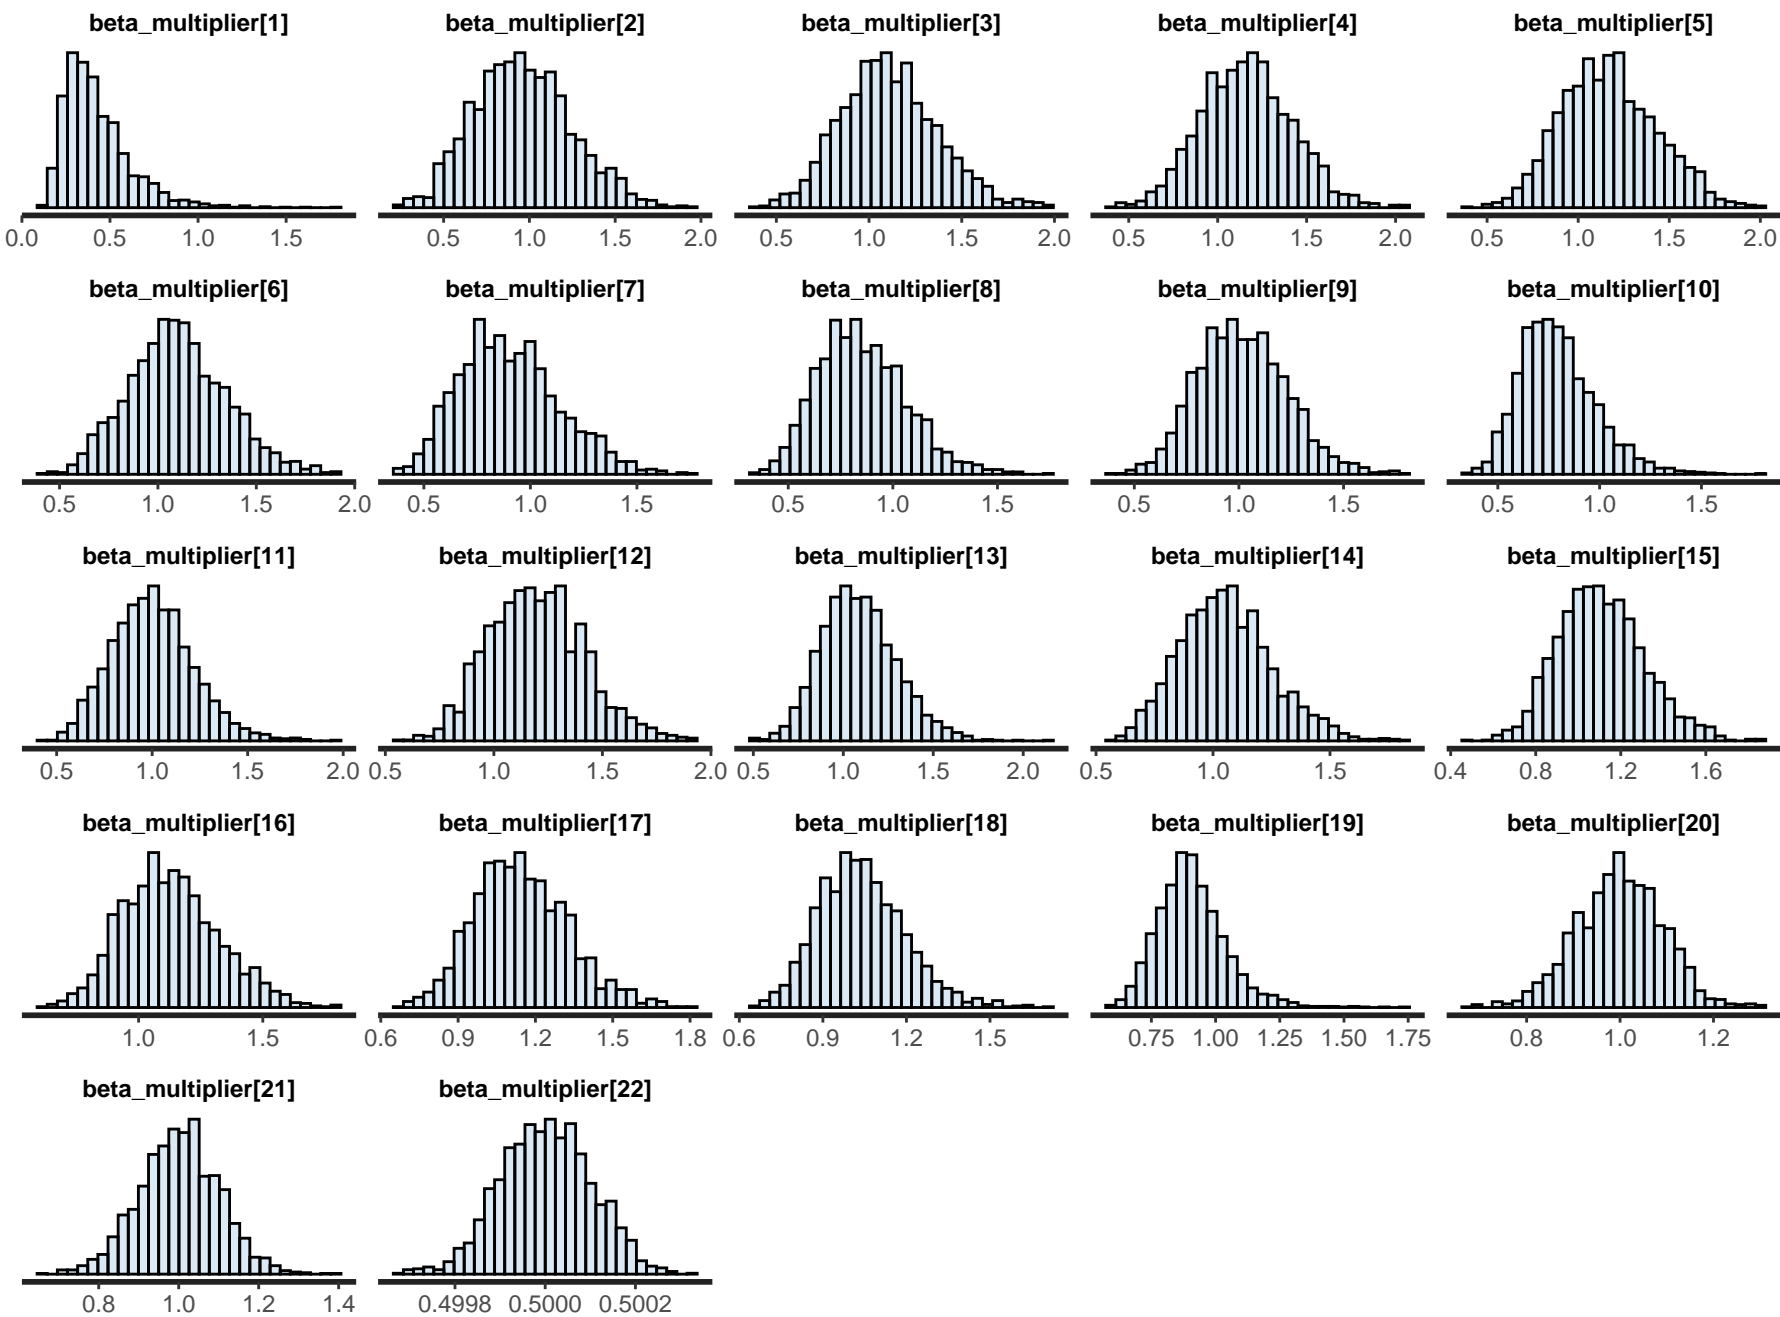 beta_multiplier[1] beta_multiplier[2] beta_multiplier[3] beta_multiplier[4] beta_multiplier[5]
0.0 0.5 1.0 1.5 0.5 1.0 1.5 2.0 0.5 1.0 1.5 2.0 0.5 1.0 1.5 2.0 0.5 1.0 1.5 2.0
beta_multiplier[6] beta_multiplier[7] beta_multiplier[8] beta_multiplier[9] beta_multiplier[10]
0.5 1.0 1.5 2.0 0.5 1.0 1.5 0.5 1.0 1.5 0.5 1.0 1.5 0.5 1.0 1.5
beta_multiplier[11] beta_multiplier[12] beta_multiplier[13] beta_multiplier[14] beta_multiplier[15]
0.5 1.0 1.5 2.0 0.5 1.0 1.5 2.0 0.5 1.0 1.5 2.0 0.5 1.0 1.5 0.4 0.8 1.2 1.6
beta_multiplier[16] beta_multiplier[17] beta_multiplier[18] beta_multiplier[19] beta_multiplier[20]
1.0 1.5 0.6 0.9 1.2 1.5 1.8 0.6 0.9 1.2 1.5 0.75 1.00 1.25 1.50 1.75 0.8 1.0 1.2
beta_multiplier[21] beta_multiplier[22]
0.8 1.0 1.2 1.4 0.4998 0.5000 0.5002